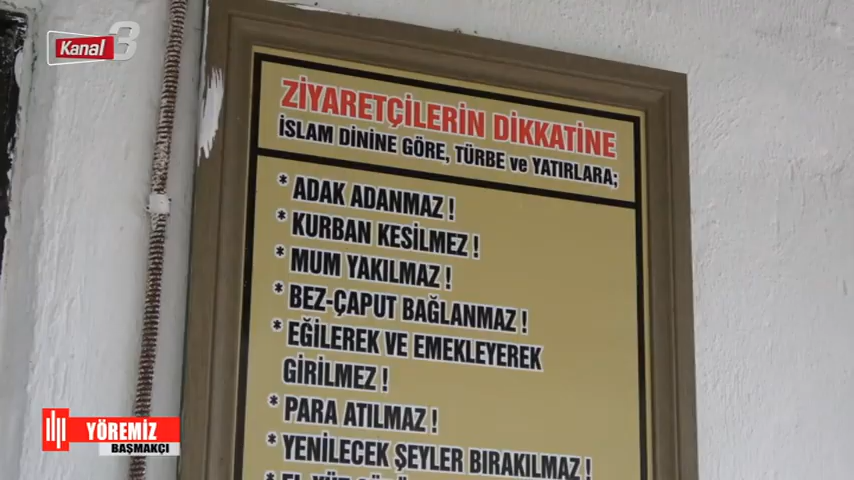 Kanal 3
ZİYARETÇİLERİN DİKKATİNE
İSLAM DİNİNE GÖRE, TÜRBE ve YATIRLARA;
* ADAK ADANMAZ !
* KURBAN KESİLMEZ !
* MUM YAKILMAZ !
* BEZ-ÇAPUT BAĞLANMAZ !
* EĞİLEREK VE EMEKLEYEREK
GİRİLMEZ !
* PARA ATILMAZ !
* YENİLECEK ŞEYLER BIRAKILMAZ !
YÖREMİZ
BAŞMAKÇI